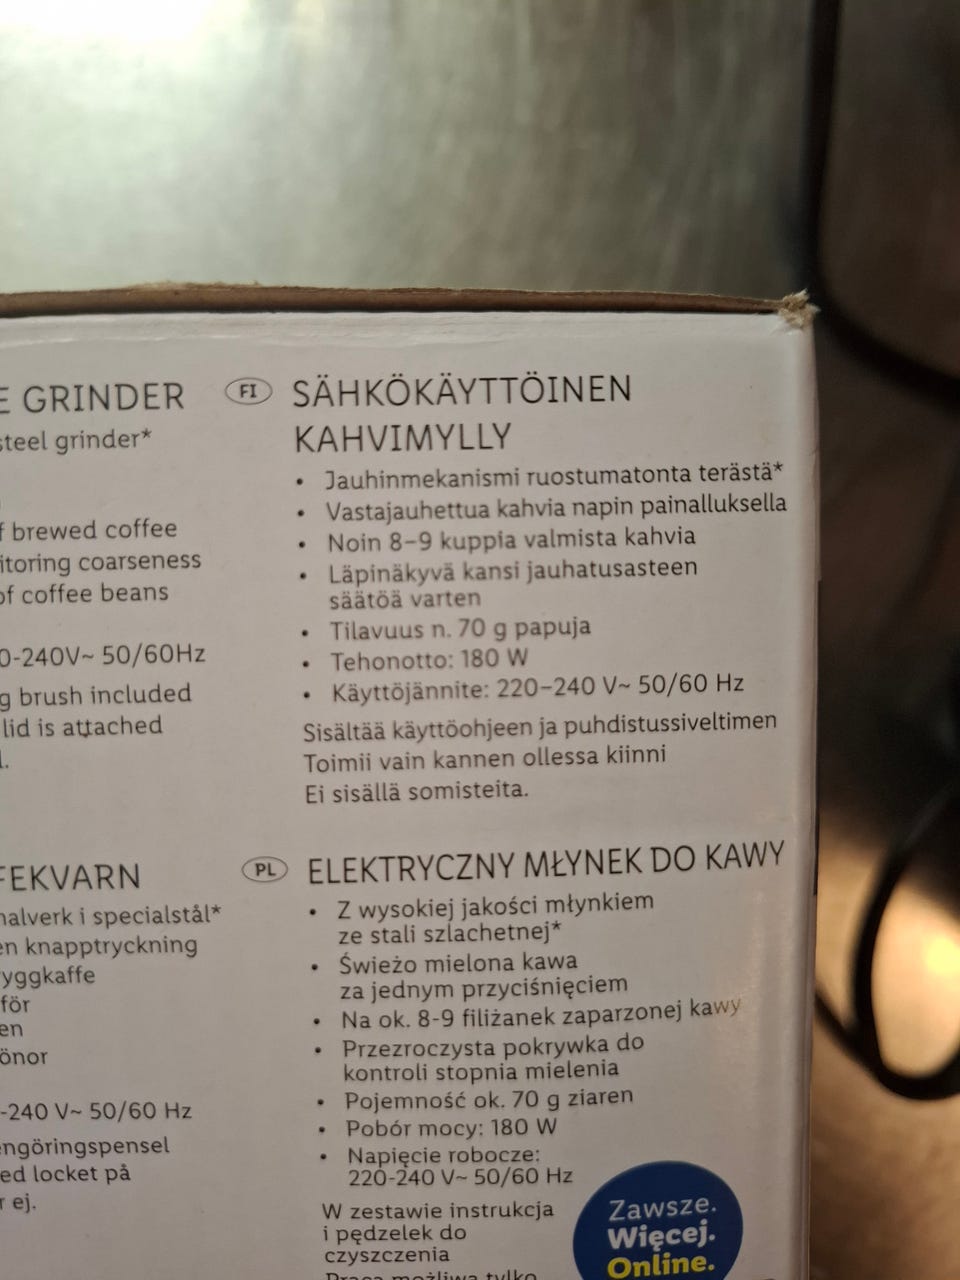 E GRINDER
steel grinder*
f brewed coffee
itoring coarseness
of coffee beans
0-240V~ 50/60Hz
g brush included
lid is attached
FI
SÄHKÖKÄYTTÖINEN
KAHVIMYLLY
• Jauhinmekanismi ruostumatonta terästä*
• Vastajauhettua kahvia napin painalluksella
• Noin 8–9 kuppia valmista kahvia
• Läpinäkyvä kansi jauhatusasteen
säätöä varten
• Tilavuus n. 70 g papuja
• Tehonotto: 180 W
• Käyttöjännite: 220–240 V~ 50/60 Hz
Sisältää käyttöohjeen ja puhdistussiveltimen
Toimii vain kannen ollessa kiinni
Ei sisällä somisteita.
FEKVARN
nalverk i specialstål*
en knapptryckning
yggkaffe
för
en
önor
-240 V~ 50/60 Hz
engöringspensel
ed locket på
r ej.
PL
ELEKTRYCZNY MŁYNEK DO KAWY
• Z wysokiej jakości młynkiem
ze stali szlachetnej*
• Świeżo mielona kawa
za jednym przyciśnięciem
• Na ok. 8-9 filiżanek zaparzonej kawy
• Przezroczysta pokrywka do
kontroli stopnia mielenia
• Pojemność ok. 70 g ziaren
• Pobór mocy: 180 W
• Napięcie robocze:
220-240 V~ 50/60 Hz
W zestawie instrukcja
i pędzelek do
czyszczenia
Praca możliwa tylko
Zawsze.
Więcej.
Online.